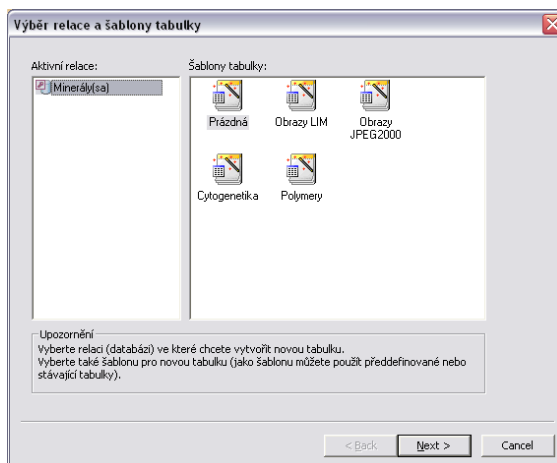 Výběr relace a šablony tabulky
Aktivní relace:
Šablony tabulky:
Minerály(sa)
Prázdná
Obrazy LIM
Obrazy
JPEG2000
Cytogenetika
Polymery
Upozornění
Vyberte relaci (databázi) ve které chcete vytvořit novou tabulku.
Vyberte také šablonu pro novou tabulku (jako šablonu můžete použít předdefinované nebo
stávající tabulky).
< Back
Next >
Cancel